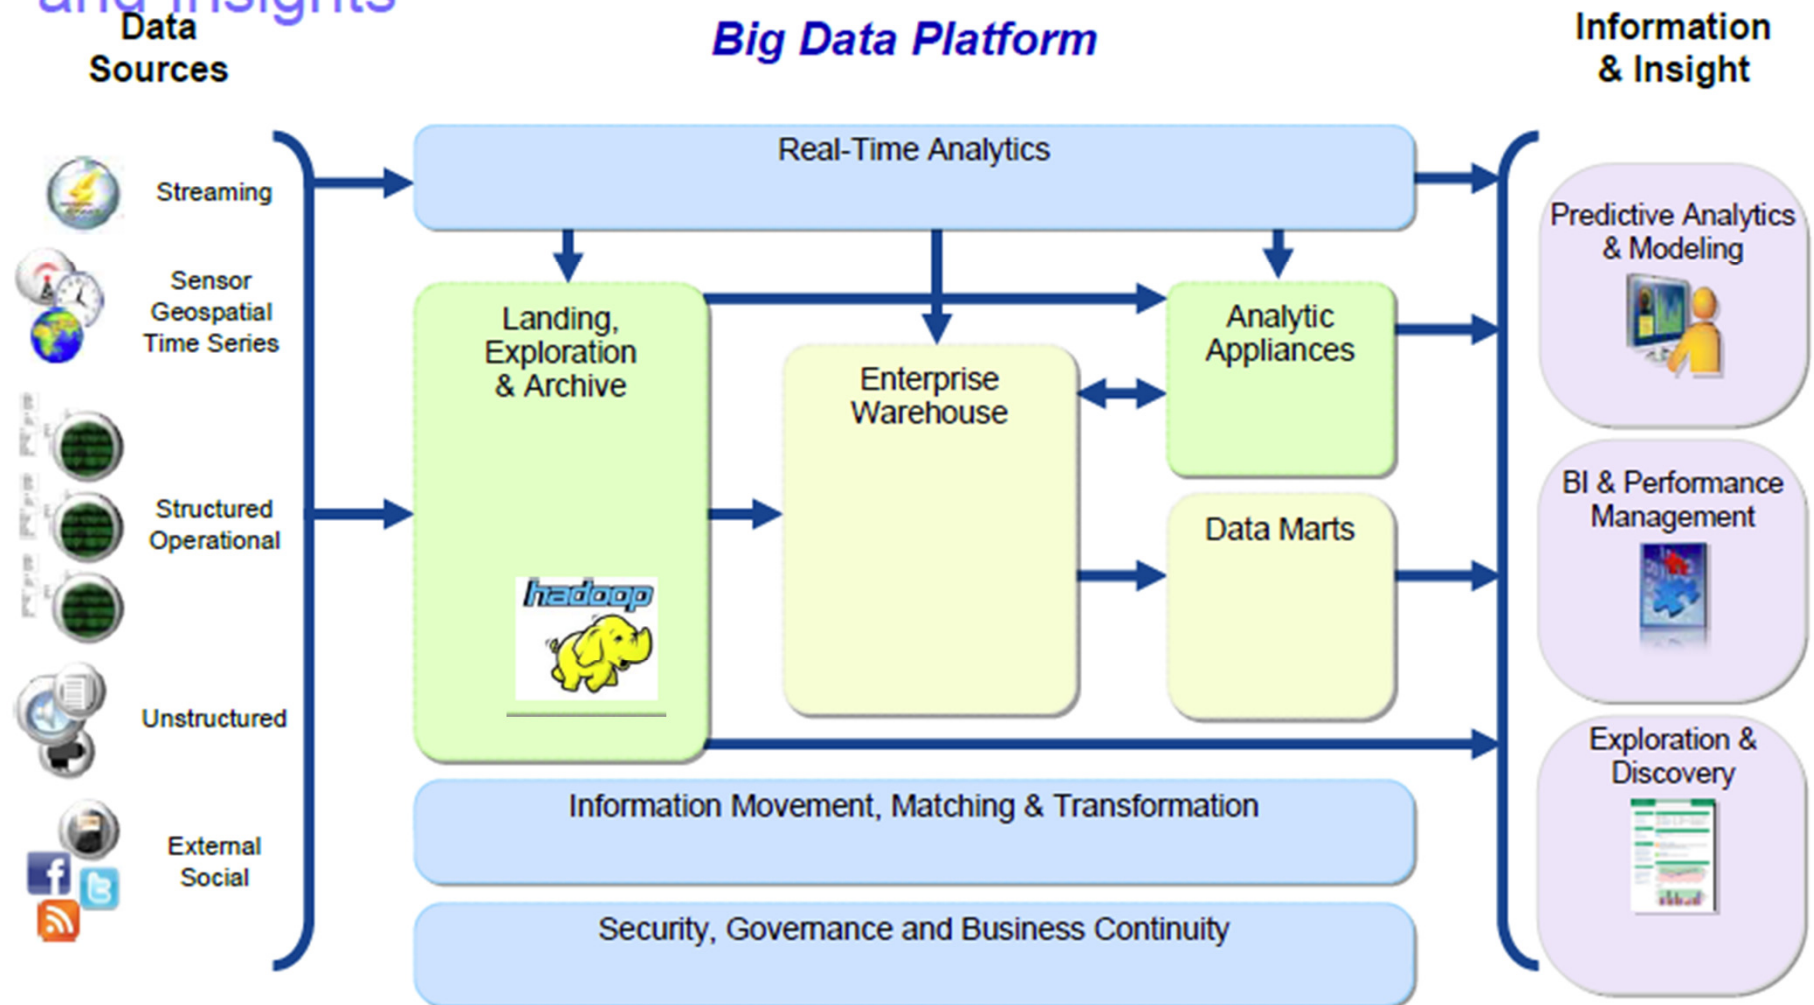 and Insights
Data
Sources
Big Data Platform
Information
& Insight
Streaming
Sensor
Geospatial
Time Series
Structured
Operational
Unstructured
External
Social
Real-Time Analytics
Landing,
Exploration
& Archive
hadoop
Enterprise
Warehouse
Analytic
Appliances
Data Marts
Information Movement, Matching & Transformation
Security, Governance and Business Continuity
Predictive Analytics
& Modeling
BI & Performance
Management
Exploration &
Discovery